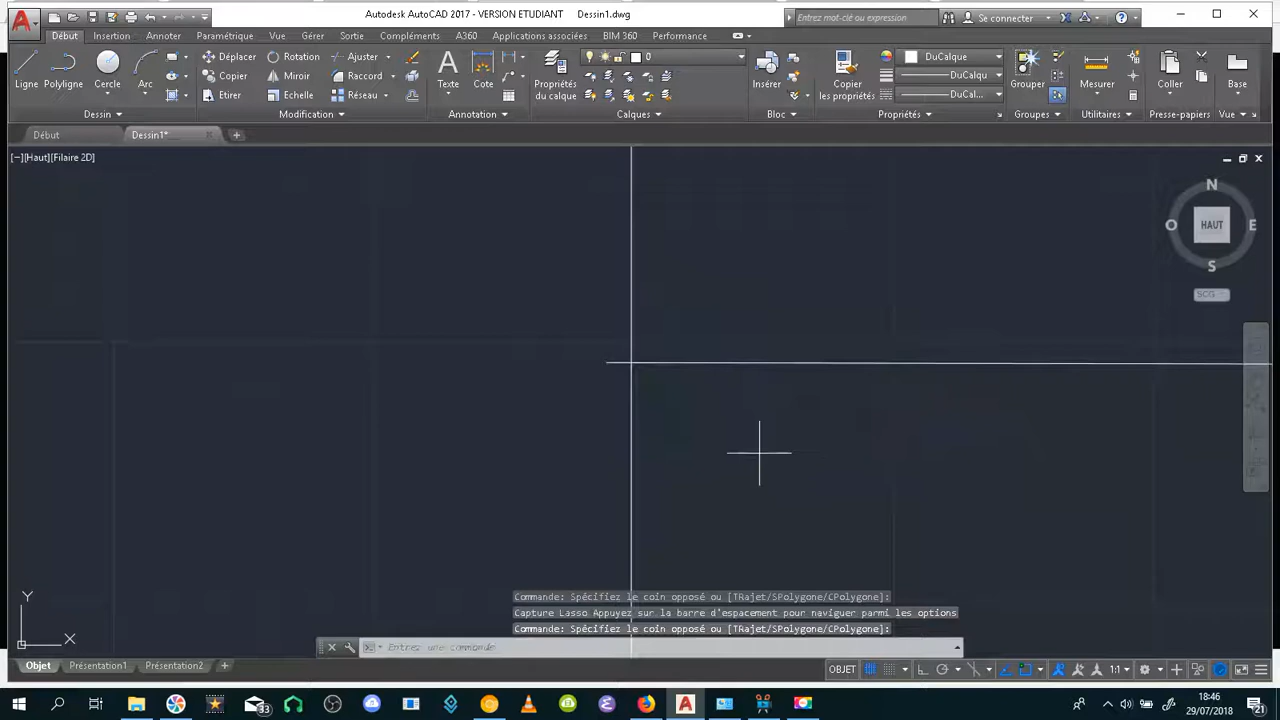 Autodesk AutoCAD 2017 - VERSION ETUDIANT Dessin1.dwg
Entrez mot-clé ou expression
Se connecter
Début Insertion Annoter Paramétrique Vue Gérer Sortie Compléments A360 Applications associées BIM 360 Performance
Déplacer Rotation Ajuster
0
DuCalque
Copier Miroir Raccord
DuCalqu
Ligne Polyligne Cercle Arc
Etirer Echelle Réseau
Texte Cote
Propriétés
du calque
Insérer
Copier
les propriétés
DuCal...
Grouper
Mesurer
Coller
Base
Dessin Modification Annotation Calques Bloc Propriétés Groupes Utilitaires Presse-papiers Vue
Début Dessin1*
[−][Haut][Filaire 2D]
N
O HAUT E
S
SCG
Y
X
Commande: Spécifiez le coin opposé ou [TRajet/SPolygone/CPolygone]:
Capture Lasso Appuyez sur la barre d'espacement pour naviguer parmi les options
Commande: Spécifiez le coin opposé ou [TRajet/SPolygone/CPolygone]:
Entrez une commande
Objet Présentation1 Présentation2 +
OBJET 1:1
33
18:46
29/07/2018
21